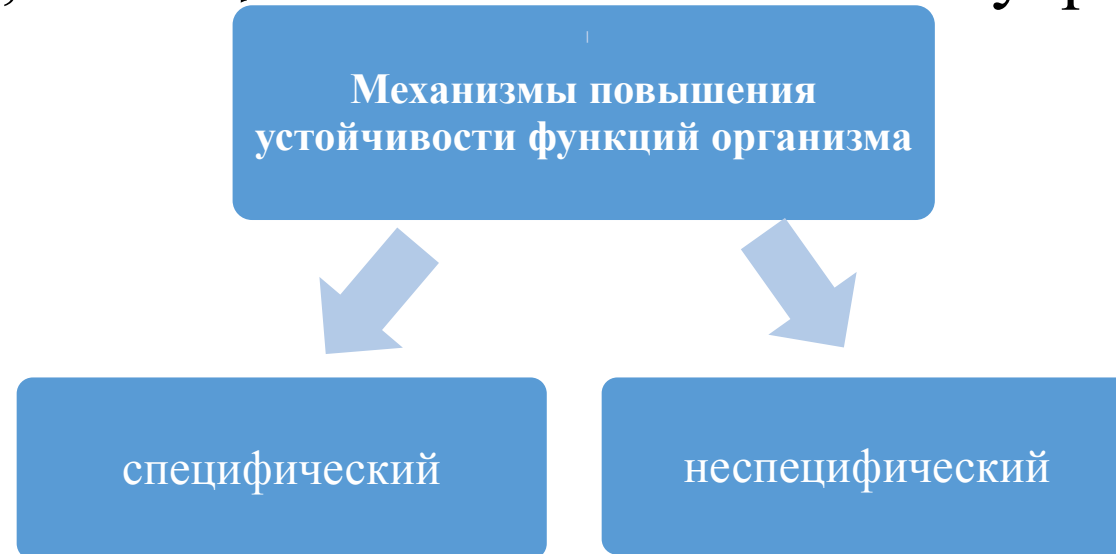 Механизмы повышения
устойчивости функций организма
специфический
неспецифический